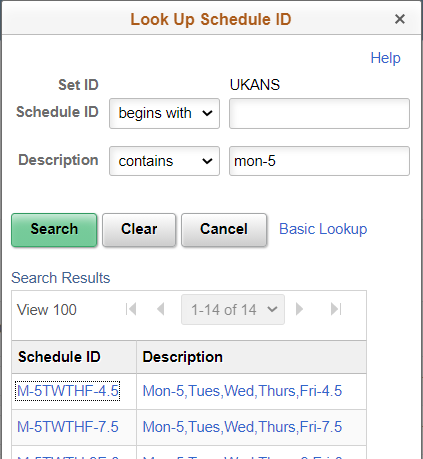 Look Up Schedule ID ×
Help
Set ID UKANS
Schedule ID begins with
Description contains mon-5
Search Clear Cancel Basic Lookup
Search Results
View 100 1-14 of 14
Schedule ID Description
M-5TWTHF-4.5 Mon-5,Tues,Wed,Thurs,Fri-4.5
M-5TWTHF-7.5 Mon-5,Tues,Wed,Thurs,Fri-7.5